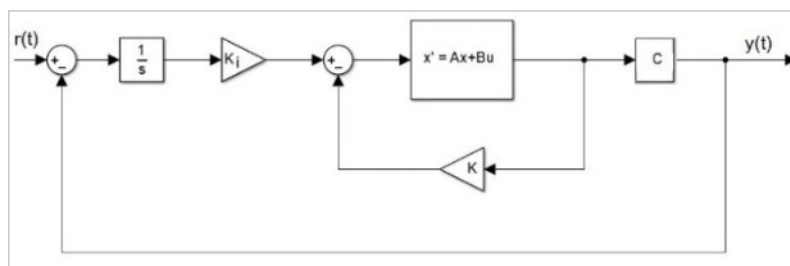 r(t)
+
−
1
s
Ki
+
−
x' = Ax+Bu
C
y(t)
K